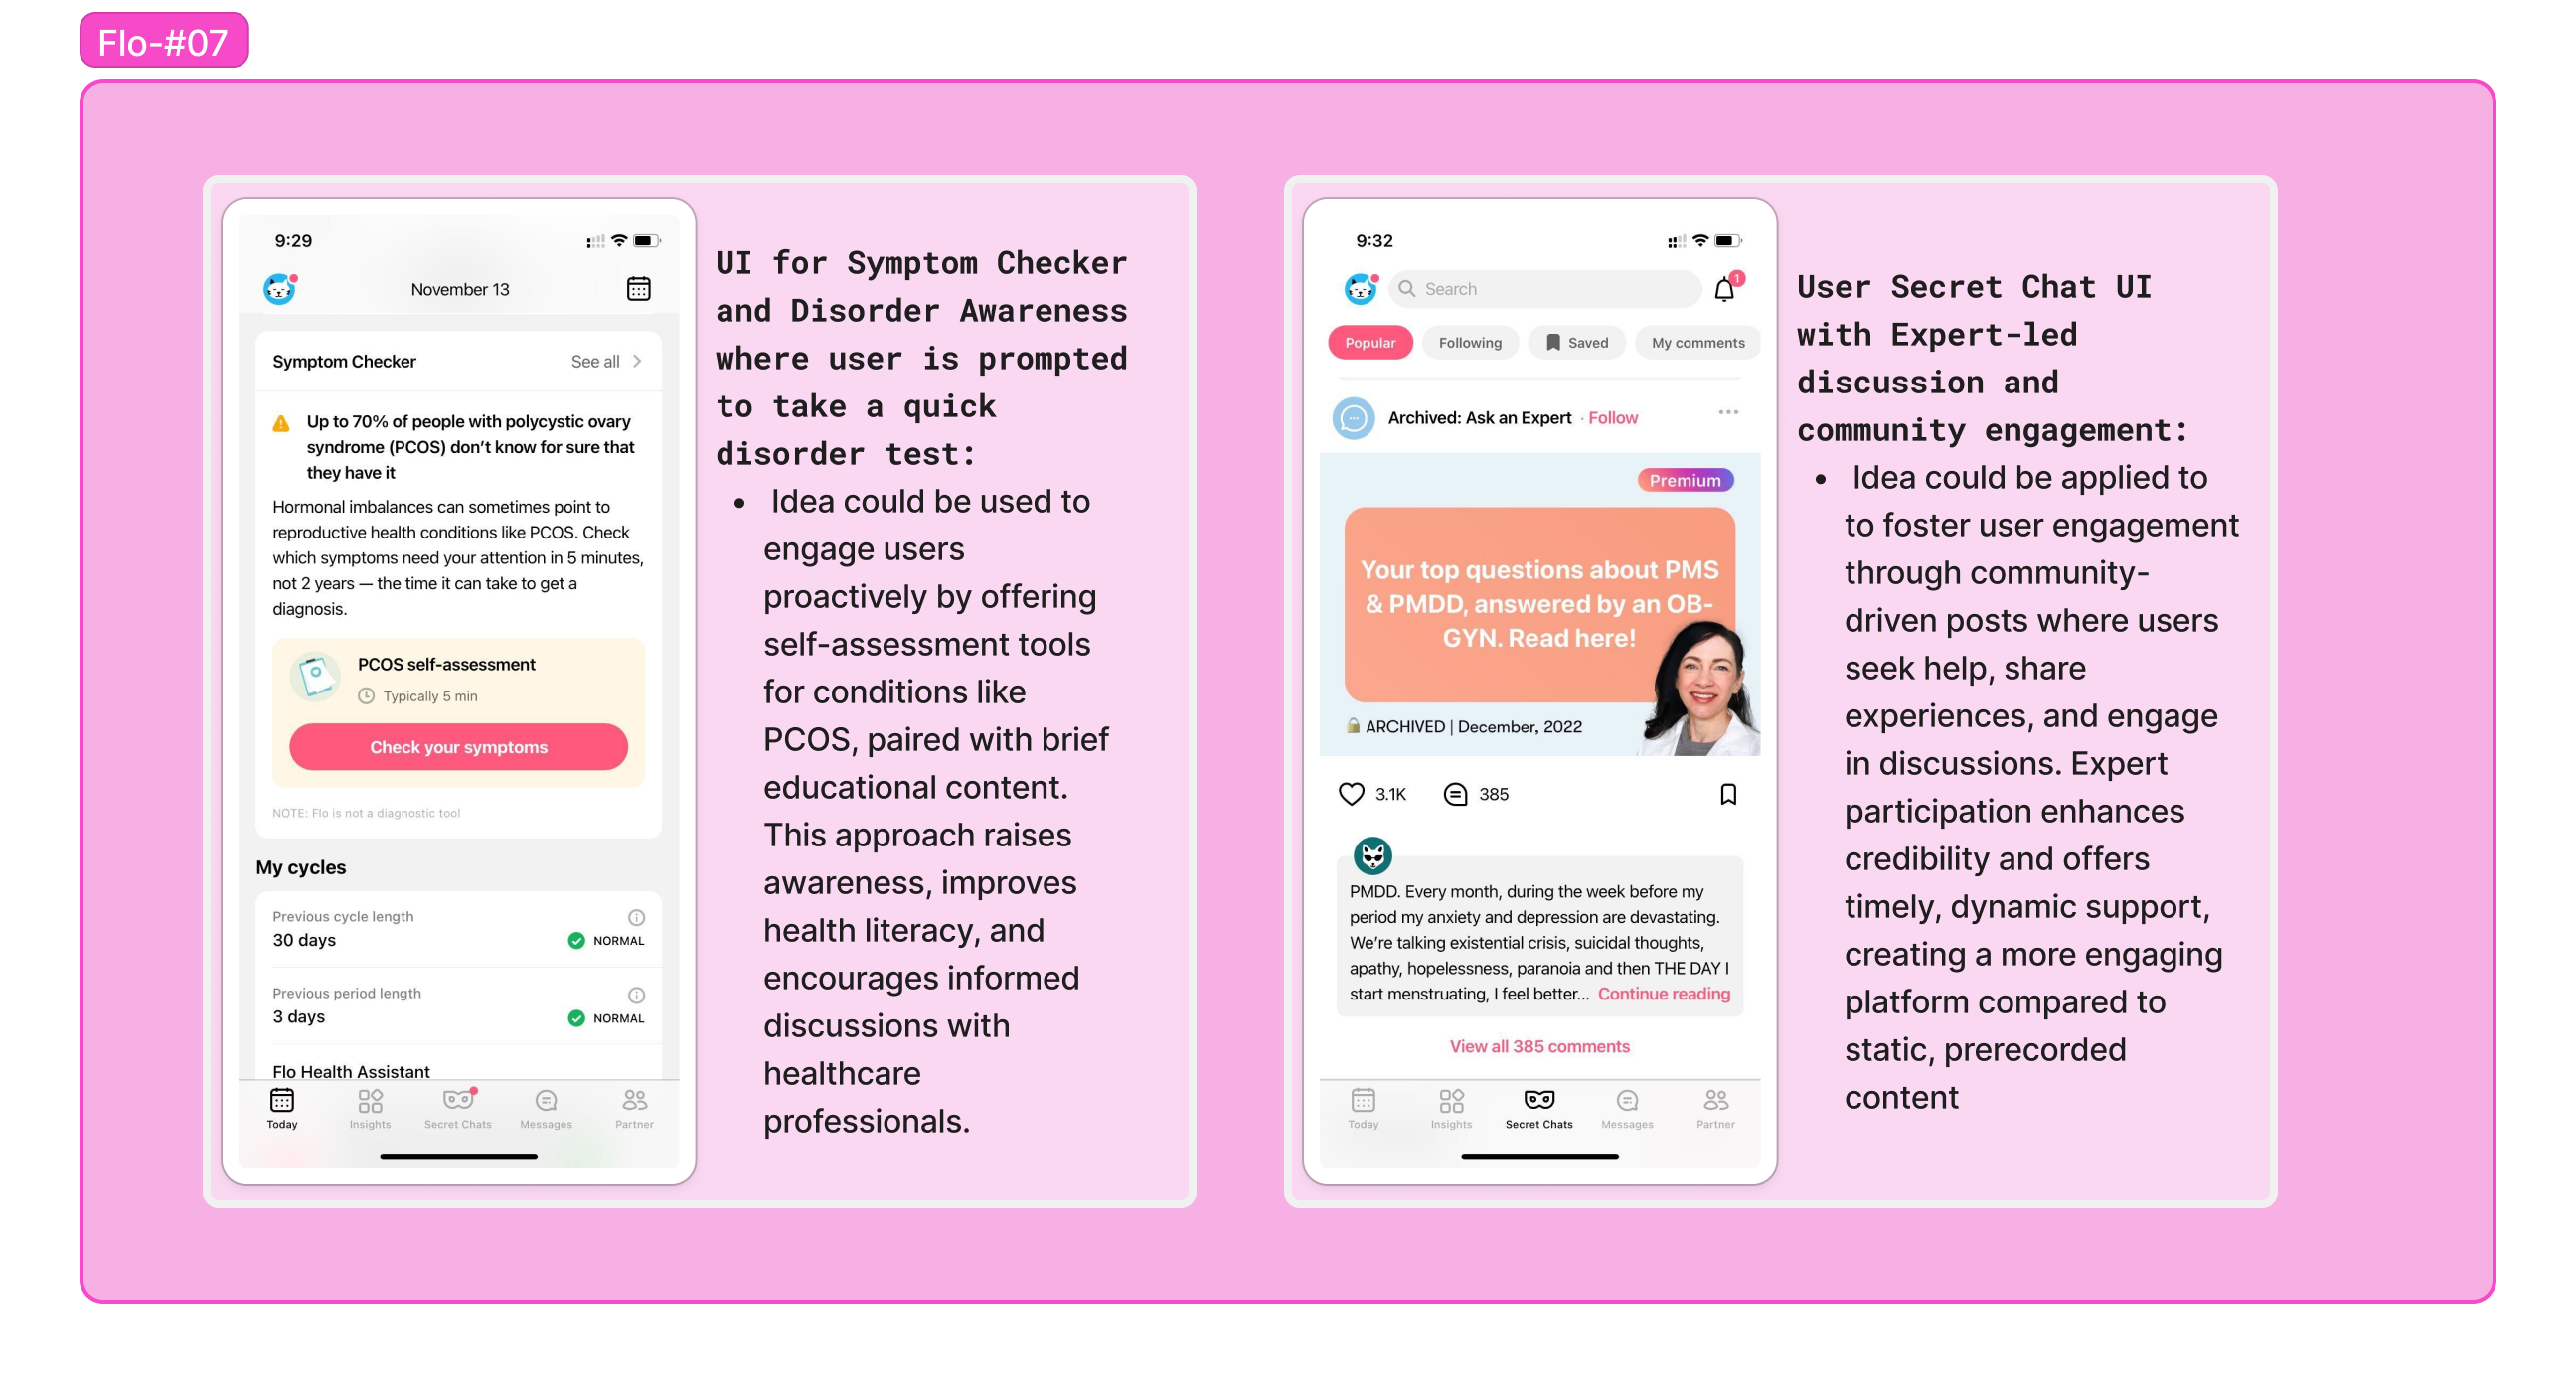 Flo-#07
9:29
November 13
Symptom Checker
See all
Up to 70% of people with polycystic ovary
syndrome (PCOS) don’t know for sure that
they have it
Hormonal imbalances can sometimes point to
reproductive health conditions like PCOS. Check
which symptoms need your attention in 5 minutes,
not 2 years — the time it can take to get a
diagnosis.
PCOS self-assessment
Typically 5 min
Check your symptoms
NOTE: Flo is not a diagnostic tool
My cycles
Previous cycle length
30 days
NORMAL
Previous period length
3 days
NORMAL
Flo Health Assistant
Today
Insights
Secret Chats
Messages
Partner
UI for Symptom Checker
and Disorder Awareness
where user is prompted
to take a quick
disorder test:
• Idea could be used to
engage users
proactively by offering
self-assessment tools
for conditions like
PCOS, paired with brief
educational content.
This approach raises
awareness, improves
health literacy, and
encourages informed
discussions with
healthcare
professionals.
9:32
Search
1
Popular
Following
Saved
My comments
Archived: Ask an Expert · Follow
Premium
Your top questions about PMS
& PMDD, answered by an OB-
GYN. Read here!
ARCHIVED | December, 2022
3.1K
385
PMDD. Every month, during the week before my
period my anxiety and depression are devastating.
We’re talking existential crisis, suicidal thoughts,
apathy, hopelessness, paranoia and then THE DAY I
start menstruating, I feel better... Continue reading
View all 385 comments
Today
Insights
Secret Chats
Messages
Partner
User Secret Chat UI
with Expert-led
discussion and
community engagement:
• Idea could be applied to
to foster user engagement
through community-
driven posts where users
seek help, share
experiences, and engage
in discussions. Expert
participation enhances
credibility and offers
timely, dynamic support,
creating a more engaging
platform compared to
static, prerecorded
content